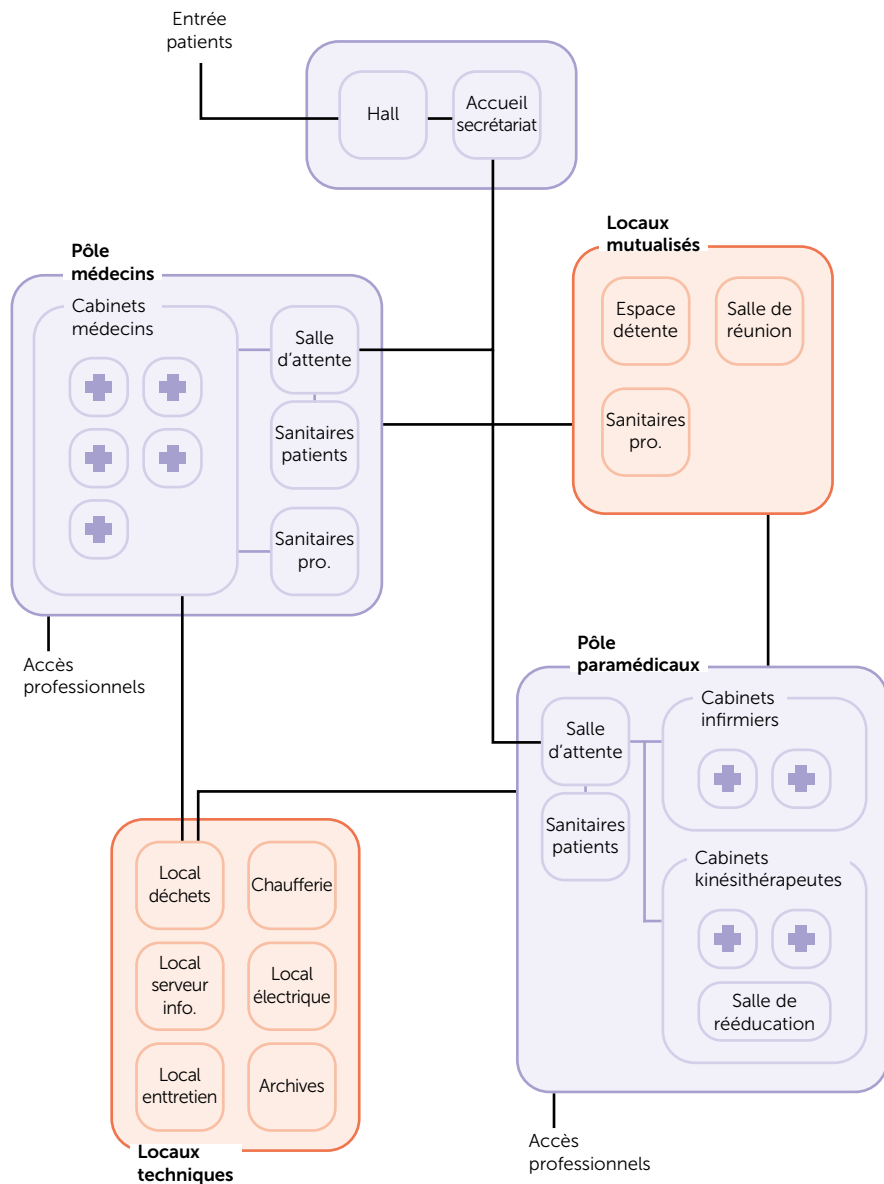 Entrée
patients
Hall
Accueil
secrétariat
Pôle
médecins
Cabinets
médecins
Salle
d'attente
Sanitaires
patients
Sanitaires
pro.
Accès
professionnels
Locaux
mutualisés
Espace
détente
Salle de
réunion
Sanitaires
pro.
Pôle
paramédicaux
Salle
d'attente
Sanitaires
patients
Cabinets
infirmiers
Cabinets
kinésithérapeutes
Salle de
rééducation
Accès
professionnels
Local
déchets
Chaufferie
Local
serveur
info.
Local
électrique
Local
enttretien
Archives
Locaux
techniques